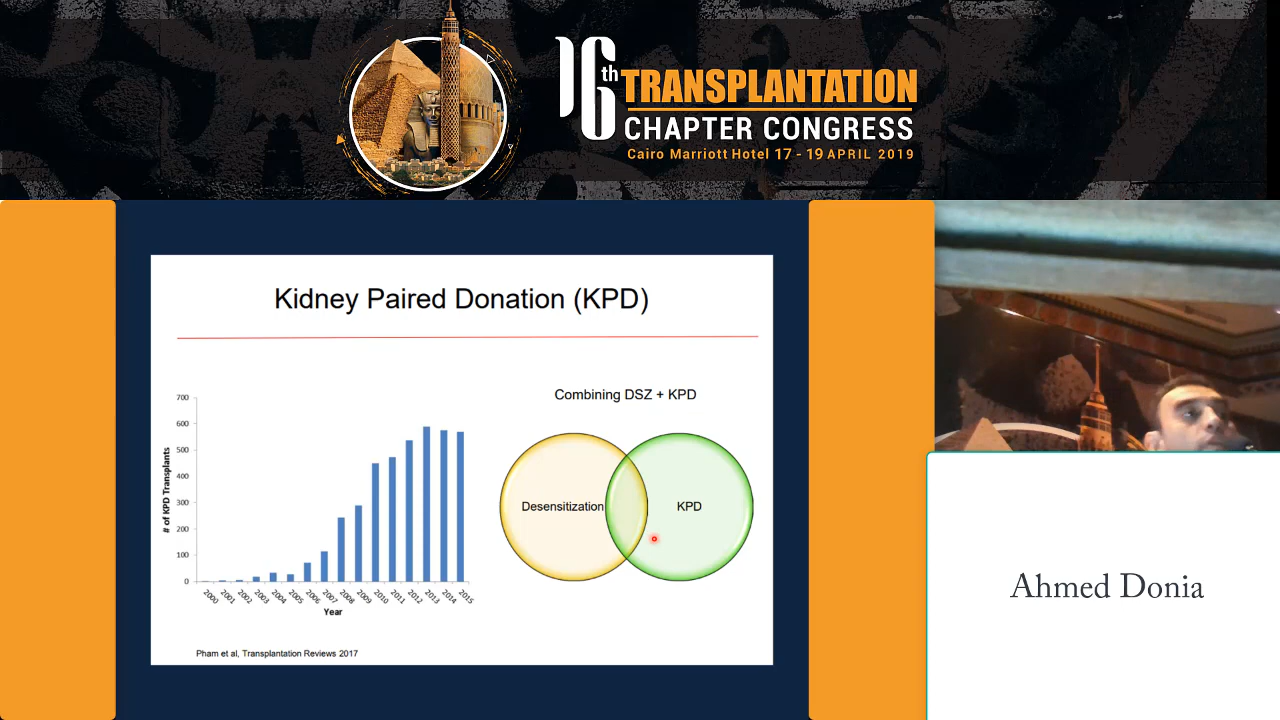 16th TRANSPLANTATION
CHAPTER CONGRESS
Cairo Marriott Hotel 17 - 19 APRIL 2019
Kidney Paired Donation (KPD)
Combining DSZ + KPD
Desensitization
KPD
# of KPD Transplants
700
600
500
400
300
200
100
0
2000
2001
2002
2003
2004
2005
2006
2007
2008
2009
2010
2011
2012
2013
2014
2015
Year
Pham et al, Transplantation Reviews 2017
Ahmed Donia